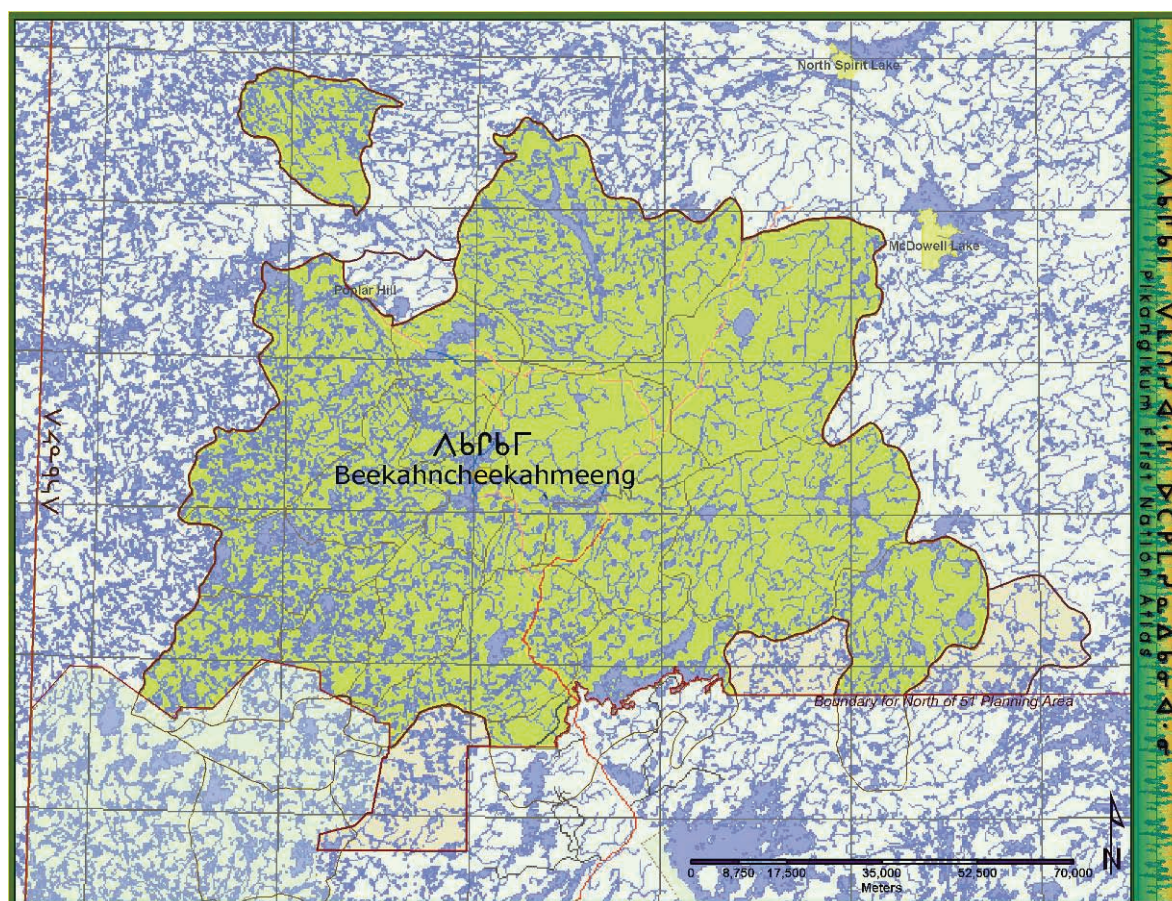 North Spirit Lake
McDowell Lake
Poplar Hill
ᐱᑲᒋᑲᒥ
Beekahncheekahmeeng
Boundary for North of 51 Planning Area
N
0 8,750 17,500 35,000 52,500 70,000
Meters
Pikangikum First Nation Arids